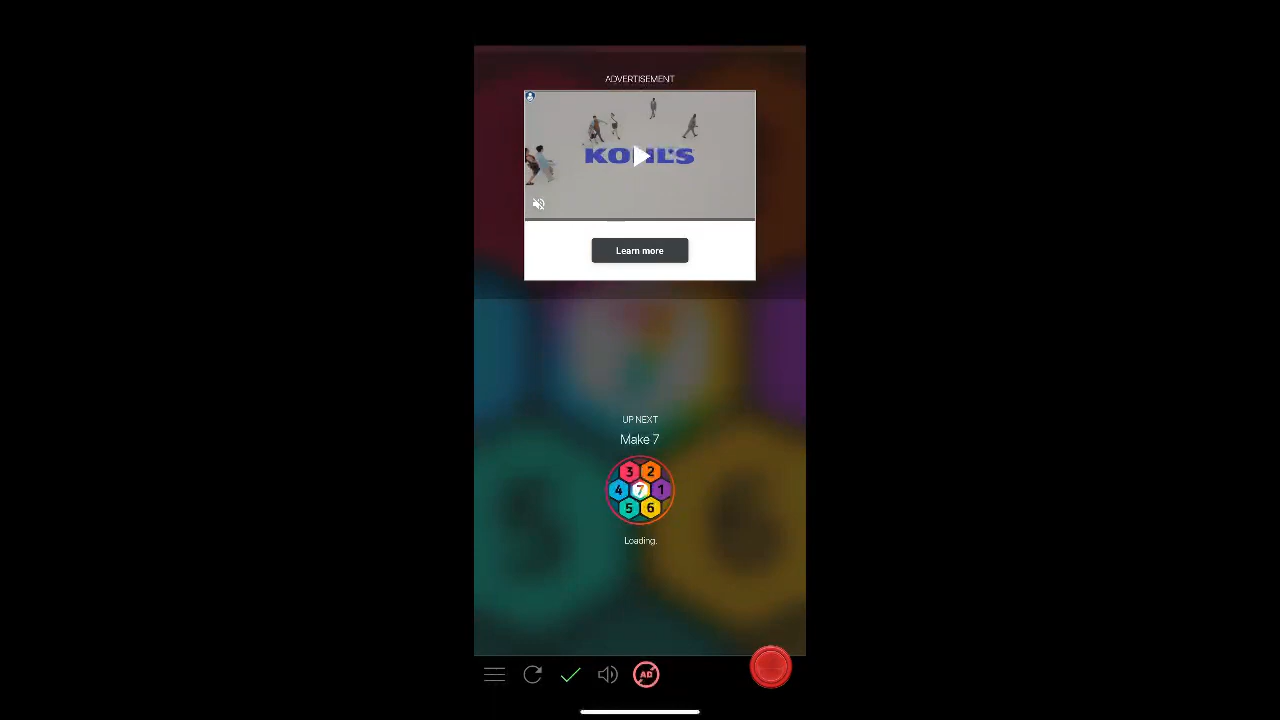 ADVERTISEMENT
KOHL'S
Learn more
UP NEXT
Make 7
3 2
4 7 1
5 6
Loading.
AD